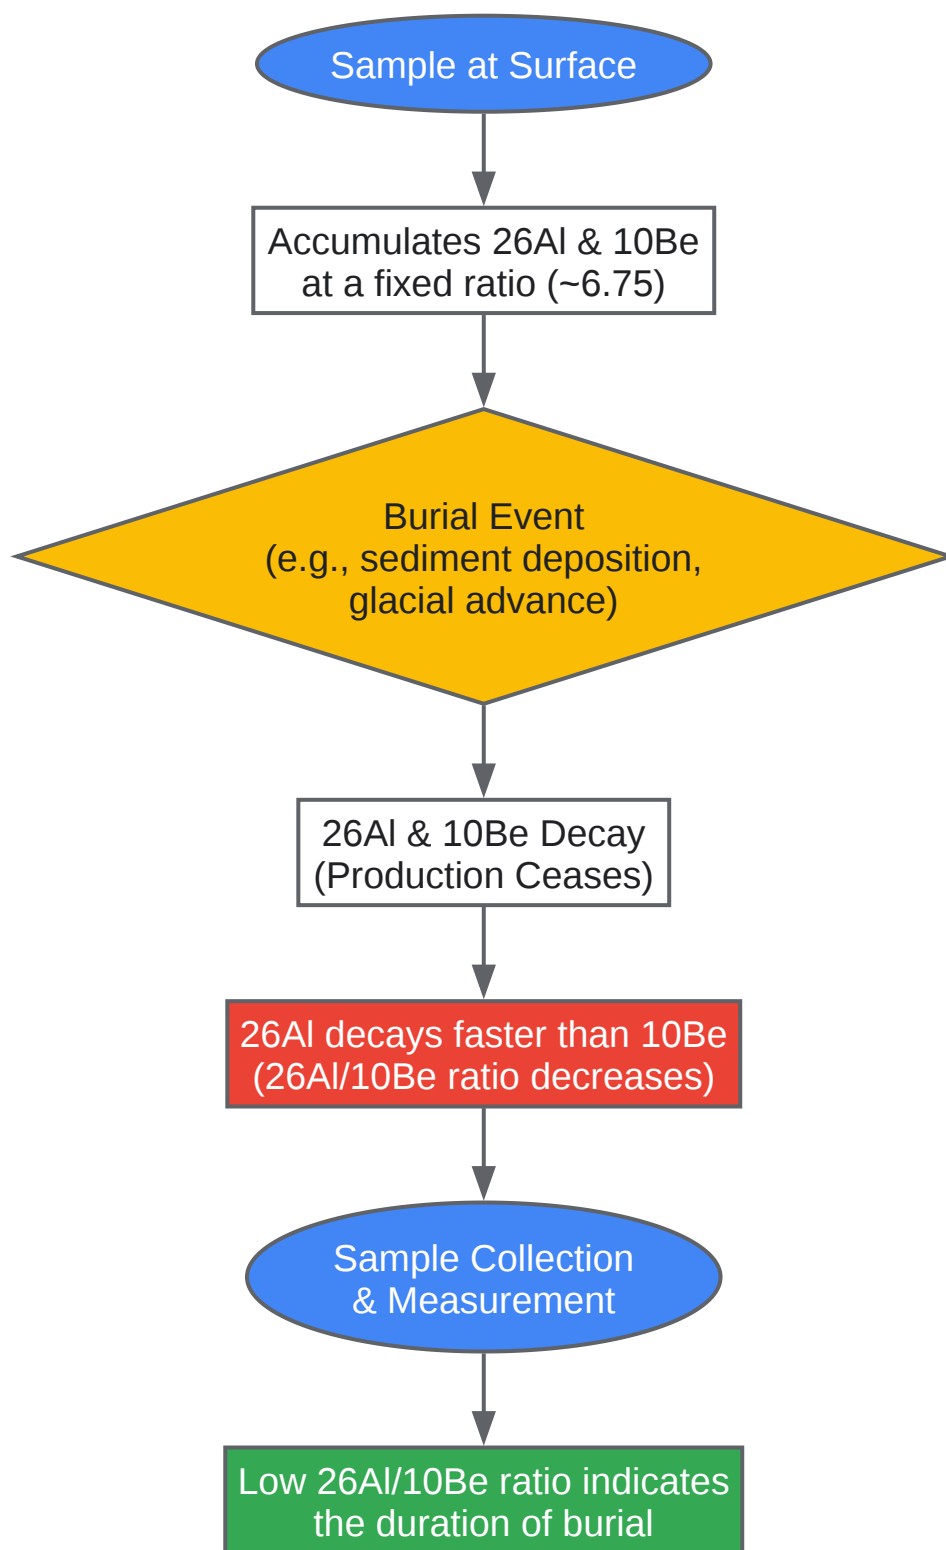 Sample at Surface
Accumulates 26Al & 10Be
at a fixed ratio (~6.75)
Burial Event
(e.g., sediment deposition,
glacial advance)
26Al & 10Be Decay
(Production Ceases)
26Al decays faster than 10Be
(26Al/10Be ratio decreases)
Sample Collection
& Measurement
Low 26Al/10Be ratio indicates
the duration of burial